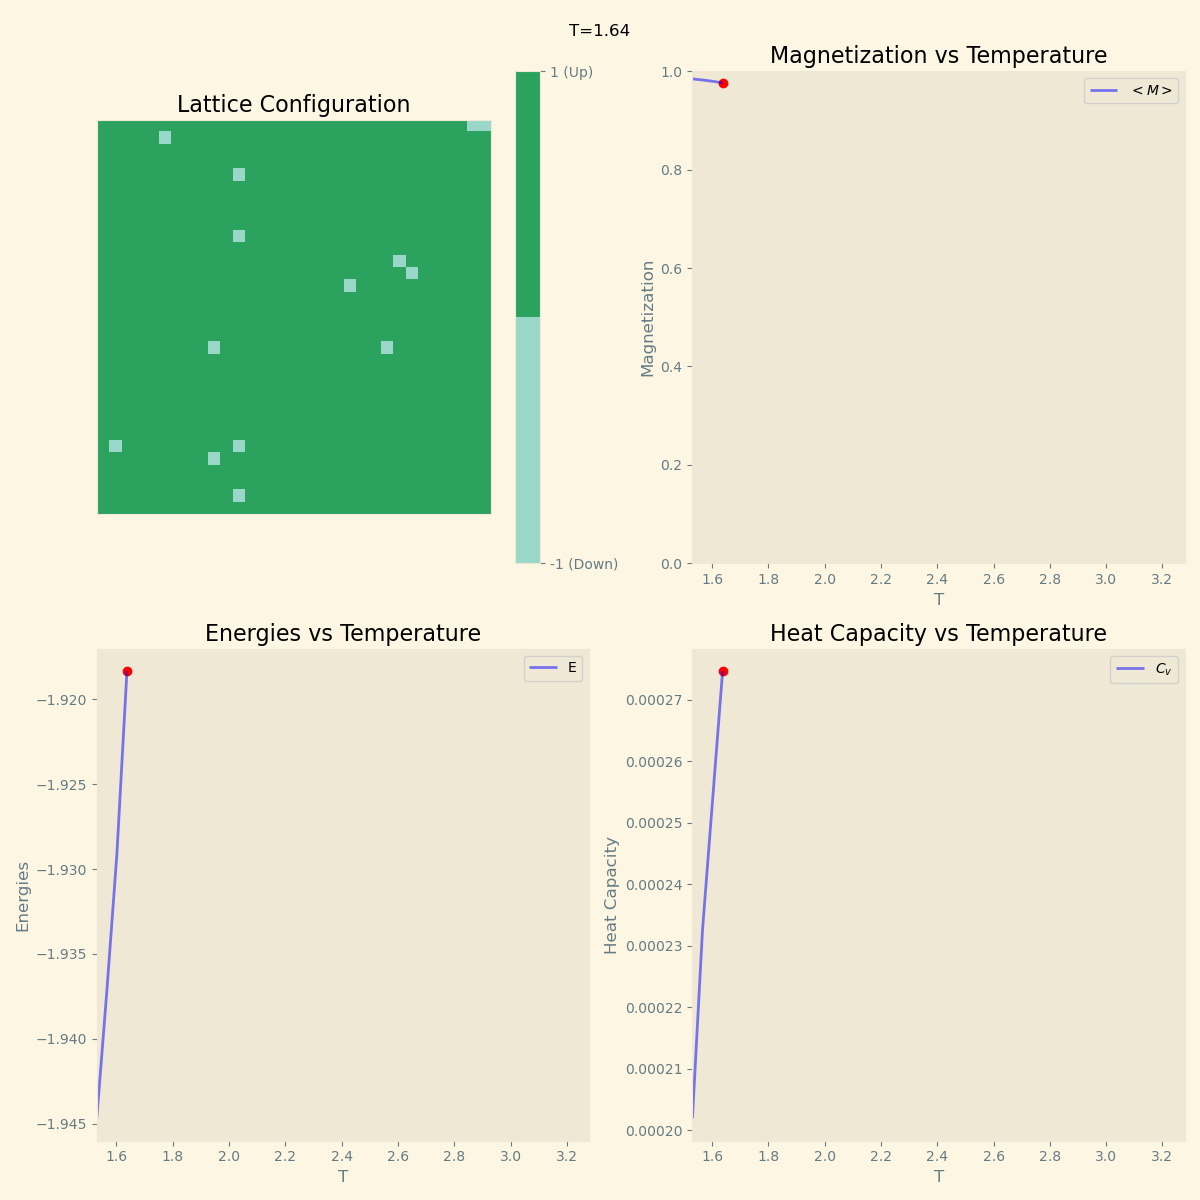 T=1.64
Lattice Configuration
1 (Up)
-1 (Down)
Magnetization vs Temperature
<M>
Magnetization
1.0
0.8
0.6
0.4
0.2
0.0
1.6 1.8 2.0 2.2 2.4 2.6 2.8 3.0 3.2
T
Energies vs Temperature
E
Energies
−1.920
−1.925
−1.930
−1.935
−1.940
−1.945
1.6 1.8 2.0 2.2 2.4 2.6 2.8 3.0 3.2
T
Heat Capacity vs Temperature
Cv
Heat Capacity
0.00027
0.00026
0.00025
0.00024
0.00023
0.00022
0.00021
0.00020
1.6 1.8 2.0 2.2 2.4 2.6 2.8 3.0 3.2
T